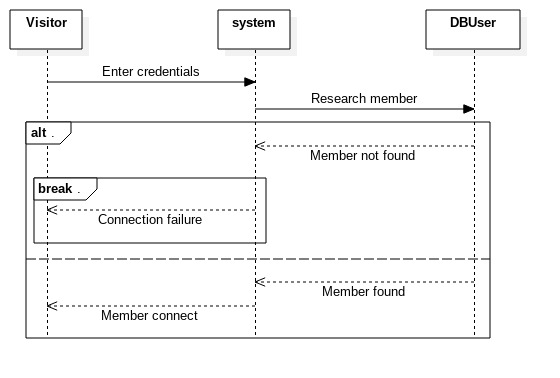 Visitor system DBUser
Enter credentials
Research member
alt .
Member not found
break .
Connection failure
Member found
Member connect